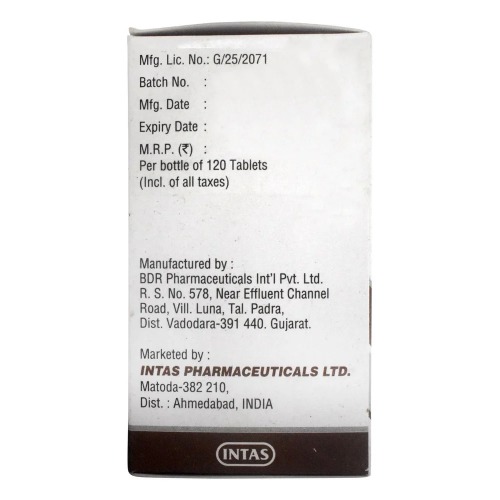 Mfg. Lic. No.: G/25/2071
Batch No. :
Mfg. Date :
Expiry Date :
M.R.P. (₹) :
Per bottle of 120 Tablets
(Incl. of all taxes)
Manufactured by :
BDR Pharmaceuticals Int'l Pvt. Ltd.
R. S. No. 578, Near Effluent Channel
Road, Vill. Luna, Tal. Padra,
Dist. Vadodara-391 440. Gujarat.
Marketed by :
INTAS PHARMACEUTICALS LTD.
Matoda-382 210,
Dist. : Ahmedabad, INDIA
INTAS